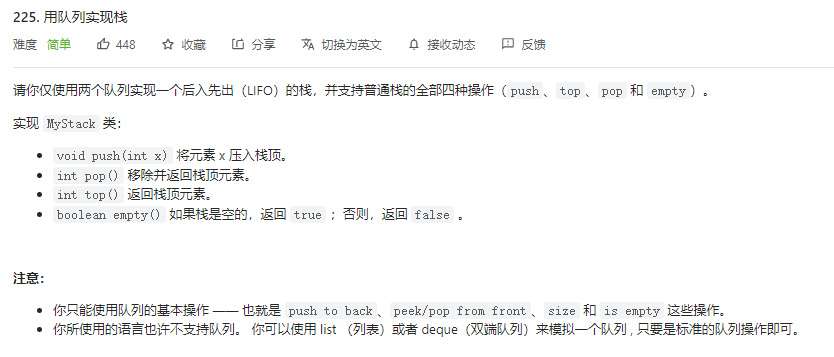 225. 用队列实现栈
难度 简单 448 收藏 分享 切换为英文 接收动态 反馈
请你仅使用两个队列实现一个后入先出（LIFO）的栈，并支持普通栈的全部四种操作（push、top、pop 和 empty）。
实现 MyStack 类：
void push(int x) 将元素 x 压入栈顶。
int pop() 移除并返回栈顶元素。
int top() 返回栈顶元素。
boolean empty() 如果栈是空的，返回 true ；否则，返回 false 。
注意：
你只能使用队列的基本操作 —— 也就是 push to back、peek/pop from front、size 和 is empty 这些操作。
你所使用的语言也许不支持队列。 你可以使用 list （列表）或者 deque（双端队列）来模拟一个队列 , 只要是标准的队列操作即可。